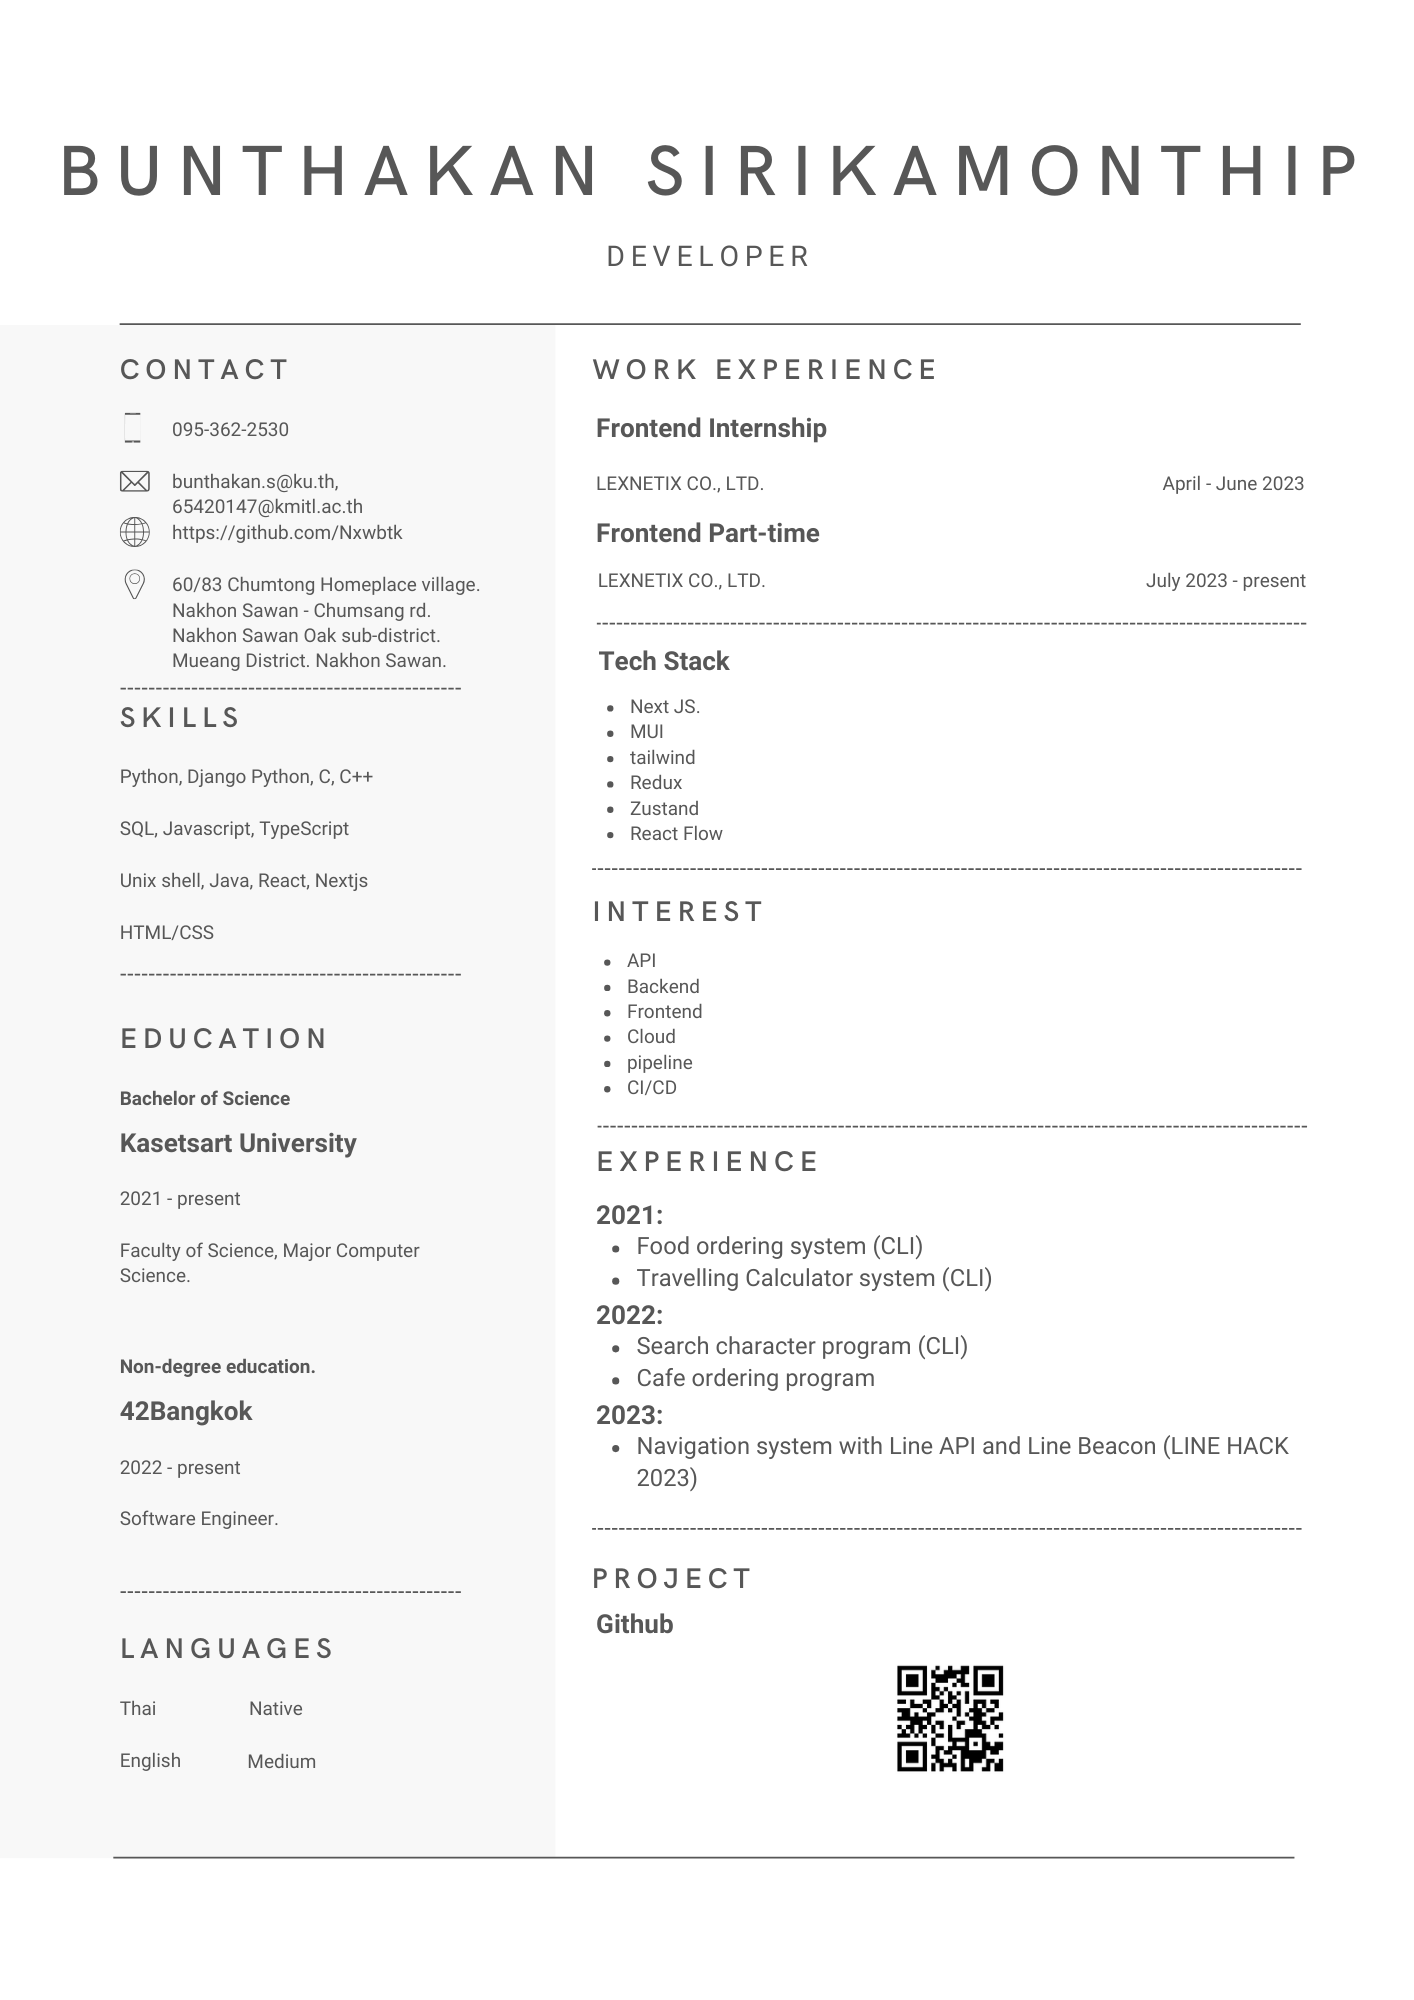 BUNTHAKAN SIRIKAMONTHIP
DEVELOPER
CONTACT
095-362-2530
bunthakan.s@ku.th,
65420147@kmitl.ac.th
https://github.com/Nxwbtk
60/83 Chumtong Homeplace village.
Nakhon Sawan - Chumsang rd.
Nakhon Sawan Oak sub-district.
Mueang District. Nakhon Sawan.
SKILLS
Python, Django Python, C, C++
SQL, Javascript, TypeScript
Unix shell, Java, React, Nextjs
HTML/CSS
EDUCATION
Bachelor of Science
Kasetsart University
2021 - present
Faculty of Science, Major Computer
Science.
Non-degree education.
42Bangkok
2022 - present
Software Engineer.
LANGUAGES
Thai Native
English Medium
WORK EXPERIENCE
Frontend Internship
LEXNETIX CO., LTD. April - June 2023
Frontend Part-time
LEXNETIX CO., LTD. July 2023 - present
Tech Stack
• Next JS.
• MUI
• tailwind
• Redux
• Zustand
• React Flow
INTEREST
• API
• Backend
• Frontend
• Cloud
• pipeline
• CI/CD
EXPERIENCE
2021:
• Food ordering system (CLI)
• Travelling Calculator system (CLI)
2022:
• Search character program (CLI)
• Cafe ordering program
2023:
• Navigation system with Line API and Line Beacon (LINE HACK
2023)
PROJECT
Github